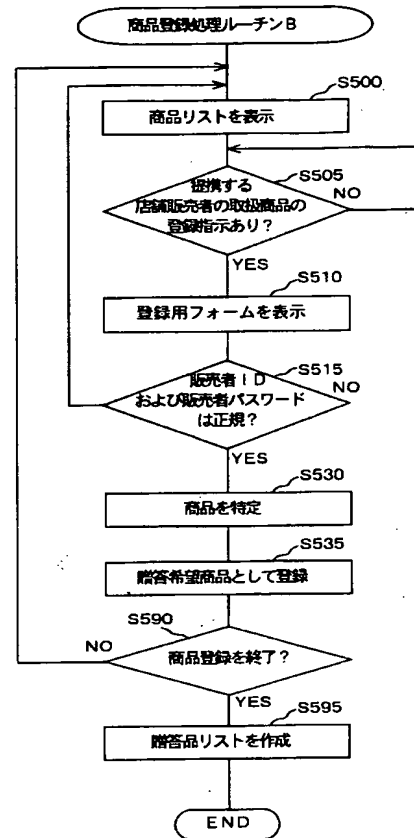 商品登録処理ルーチンB
S500
商品リストを表示
S505
提携する
店舗販売者の取扱商品の
登録指示あり？
NO
YES
S510
登録用フォームを表示
S515
販売者ID
および販売者パスワード
は正規？
NO
YES
S530
商品を特定
S535
贈答希望商品として登録
S590
NO
商品登録を終了？
YES
S595
贈答品リストを作成
END